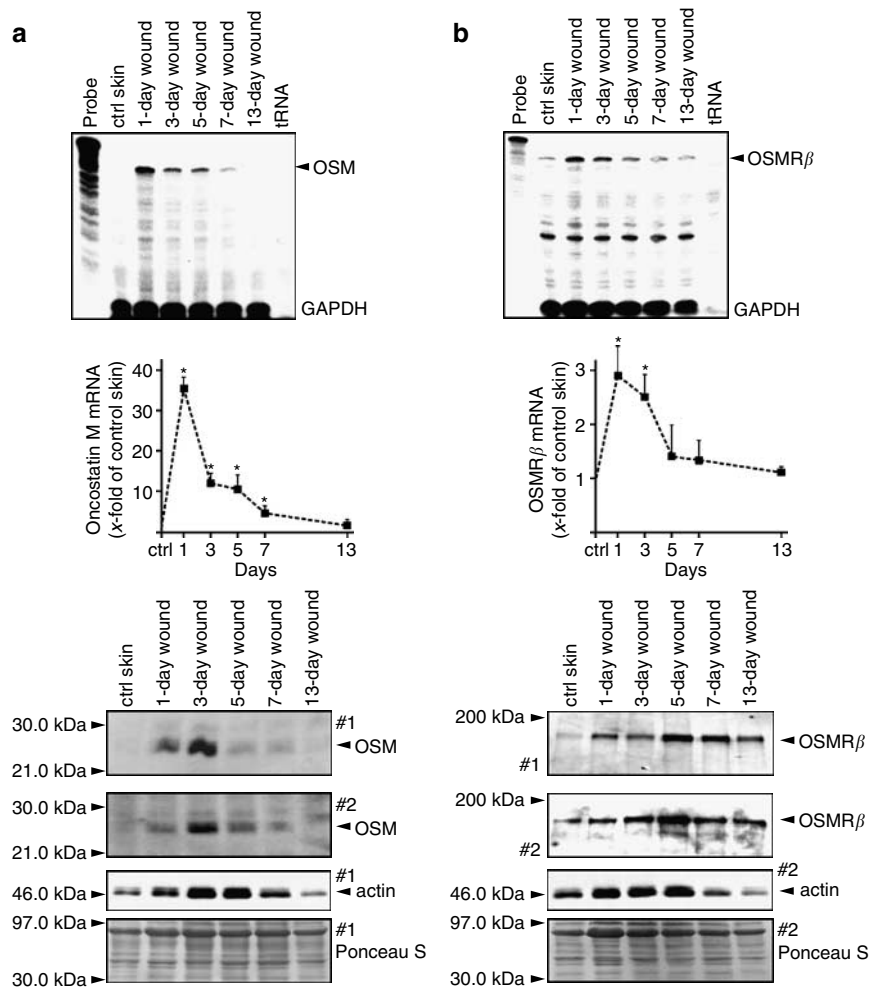 a
Probe
ctrl skin
1-day wound
3-day wound
5-day wound
7-day wound
13-day wound
tRNA
OSM
GAPDH
Oncostatin M mRNA
(x-fold of control skin)
40
30
20
10
* * * *
ctrl 1 3 5 7 13
Days
ctrl skin
1-day wound
3-day wound
5-day wound
7-day wound
13-day wound
30.0 kDa
#1
OSM
21.0 kDa
30.0 kDa
#2
OSM
21.0 kDa
#1
46.0 kDa
actin
97.0 kDa
#1
Ponceau S
30.0 kDa
b
Probe
ctrl skin
1-day wound
3-day wound
5-day wound
7-day wound
13-day wound
tRNA
OSMRβ
GAPDH
OSMRβ mRNA
(x-fold of control skin)
3
2
1
* *
ctrl 1 3 5 7 13
Days
ctrl skin
1-day wound
3-day wound
5-day wound
7-day wound
13-day wound
200 kDa
OSMRβ
#1
200 kDa
OSMRβ
#2
#2
46.0 kDa
actin
97.0 kDa
#2
Ponceau S
30.0 kDa